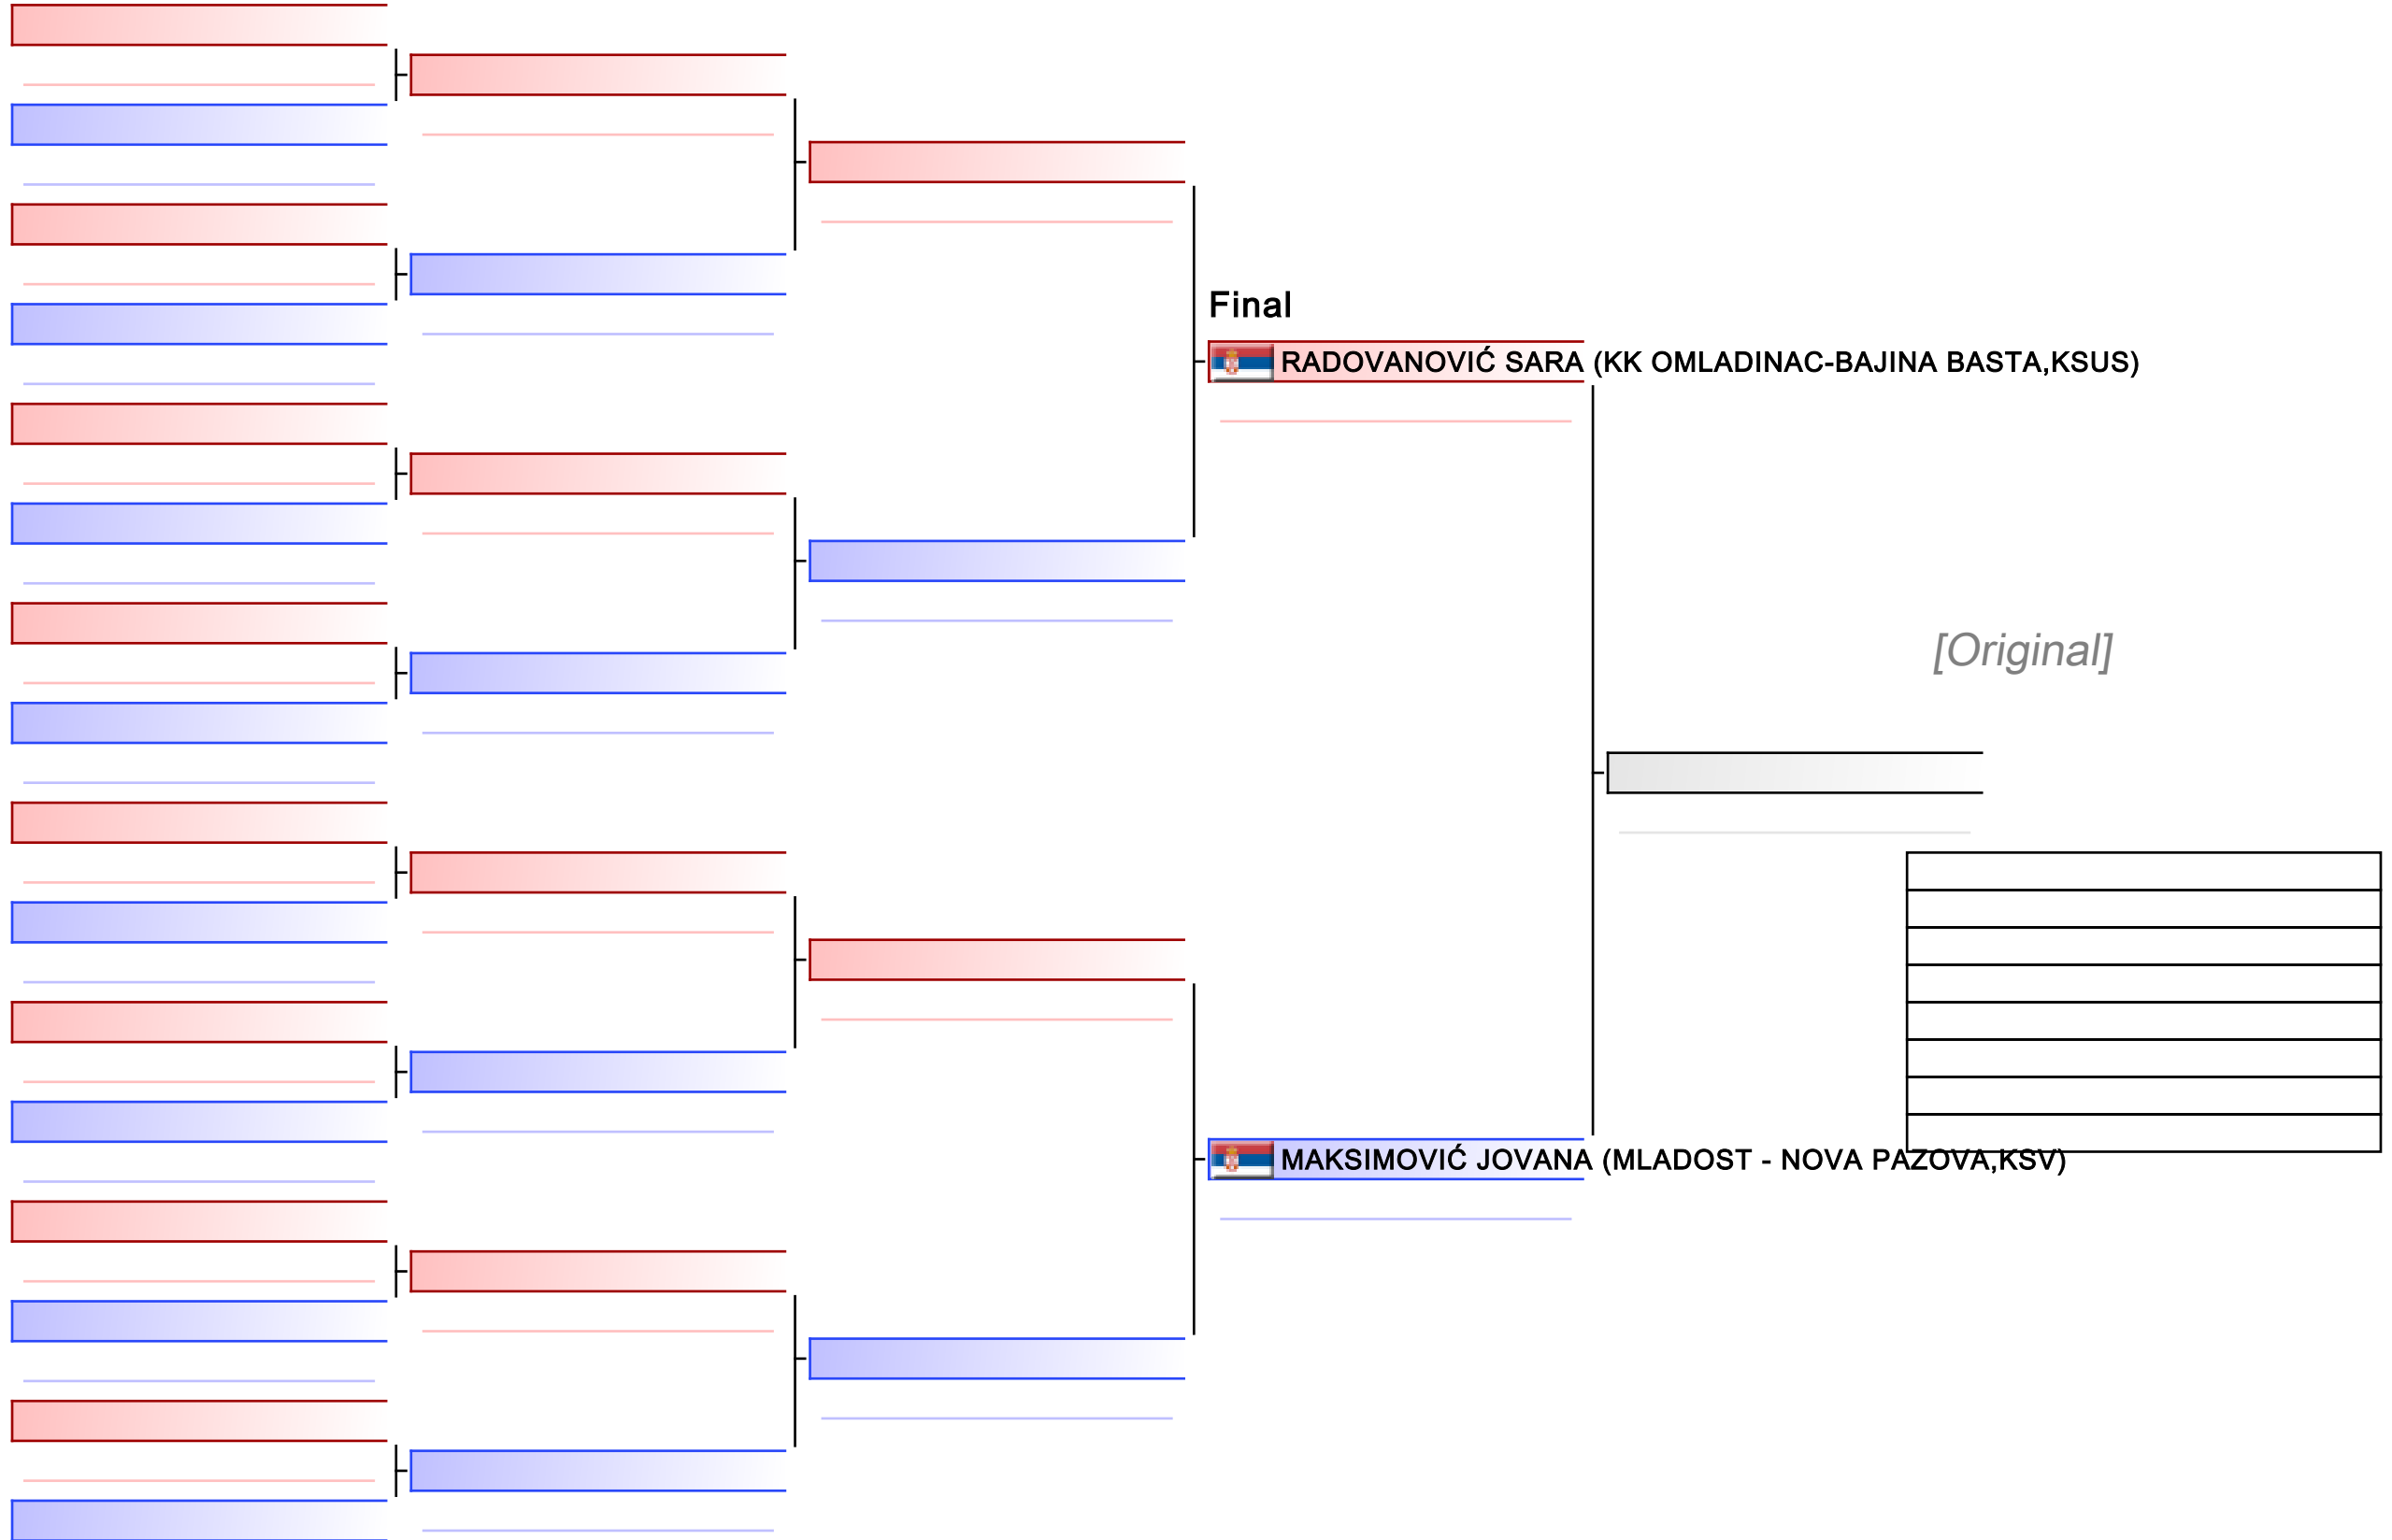 Final
RADOVANOVIĆ SARA (KK OMLADINAC-BAJINA BASTA,KSUS)
[Original]
MAKSIMOVIĆ JOVANA (MLADOST - NOVA PAZOVA,KSV)